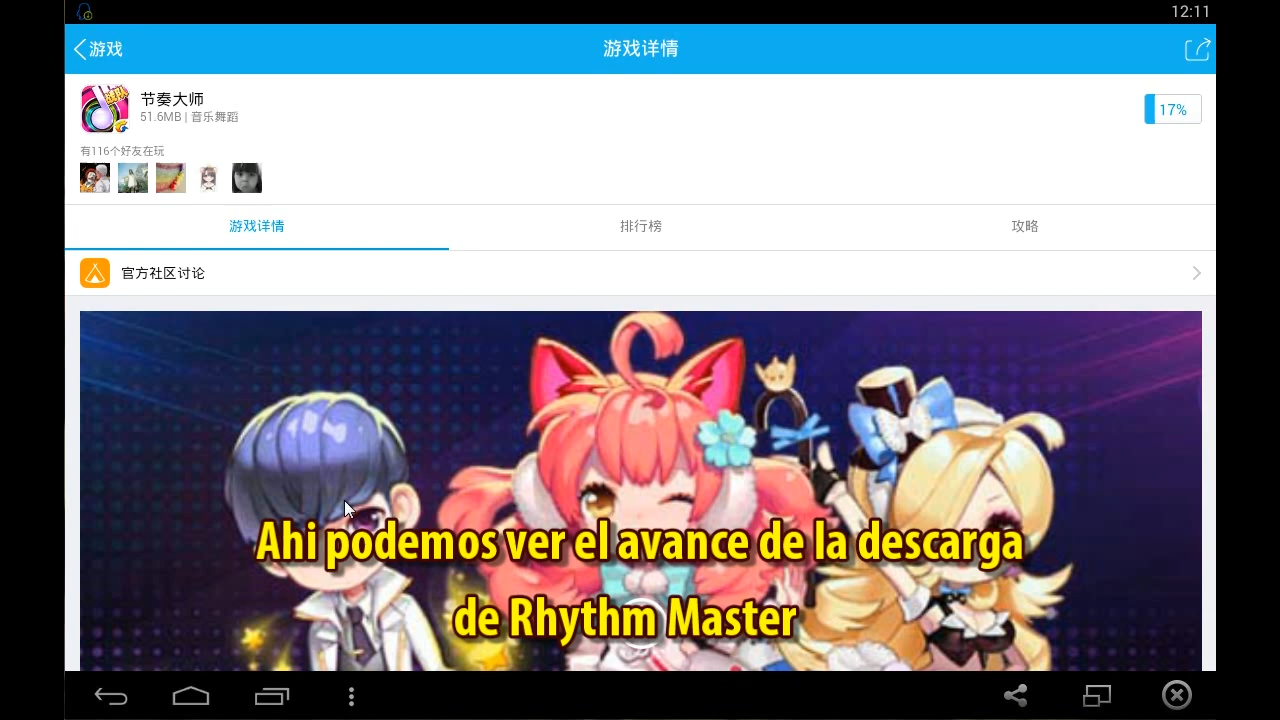 12:11
游戏
游戏详情
节奏大师
51.6MB | 音乐舞蹈
17%
有116个好友在玩
游戏详情
排行榜
攻略
官方社区讨论
Ahi podemos ver el avance de la descarga
de Rhythm Master